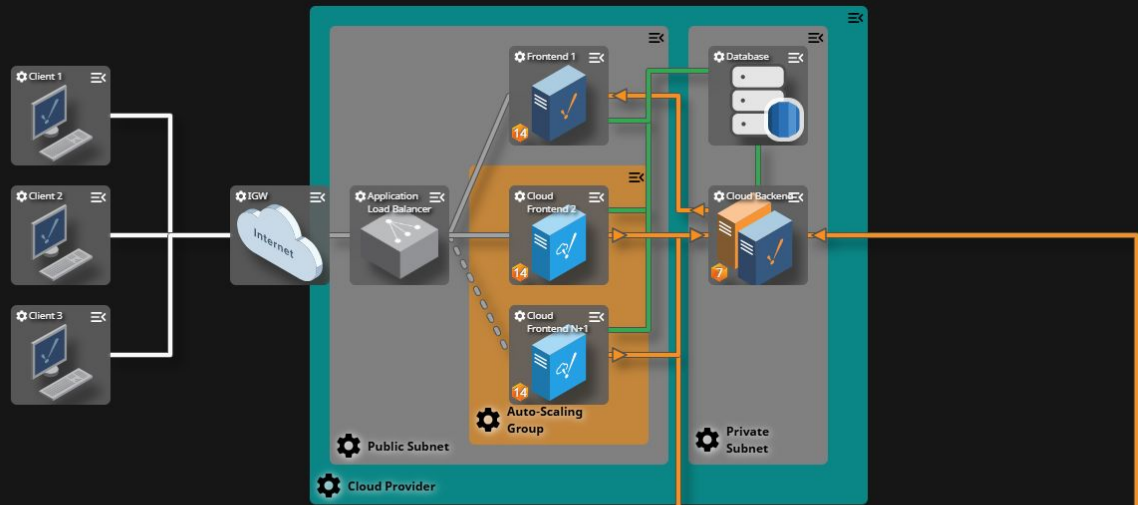 Client 1
Client 2
Client 3
IGW
Internet
Application
Load Balancer
Frontend 1
14
Cloud
Frontend 2
14
Cloud
Frontend N+1
14
Auto-Scaling
Group
Public Subnet
Database
Cloud Backend
7
Private
Subnet
Cloud Provider